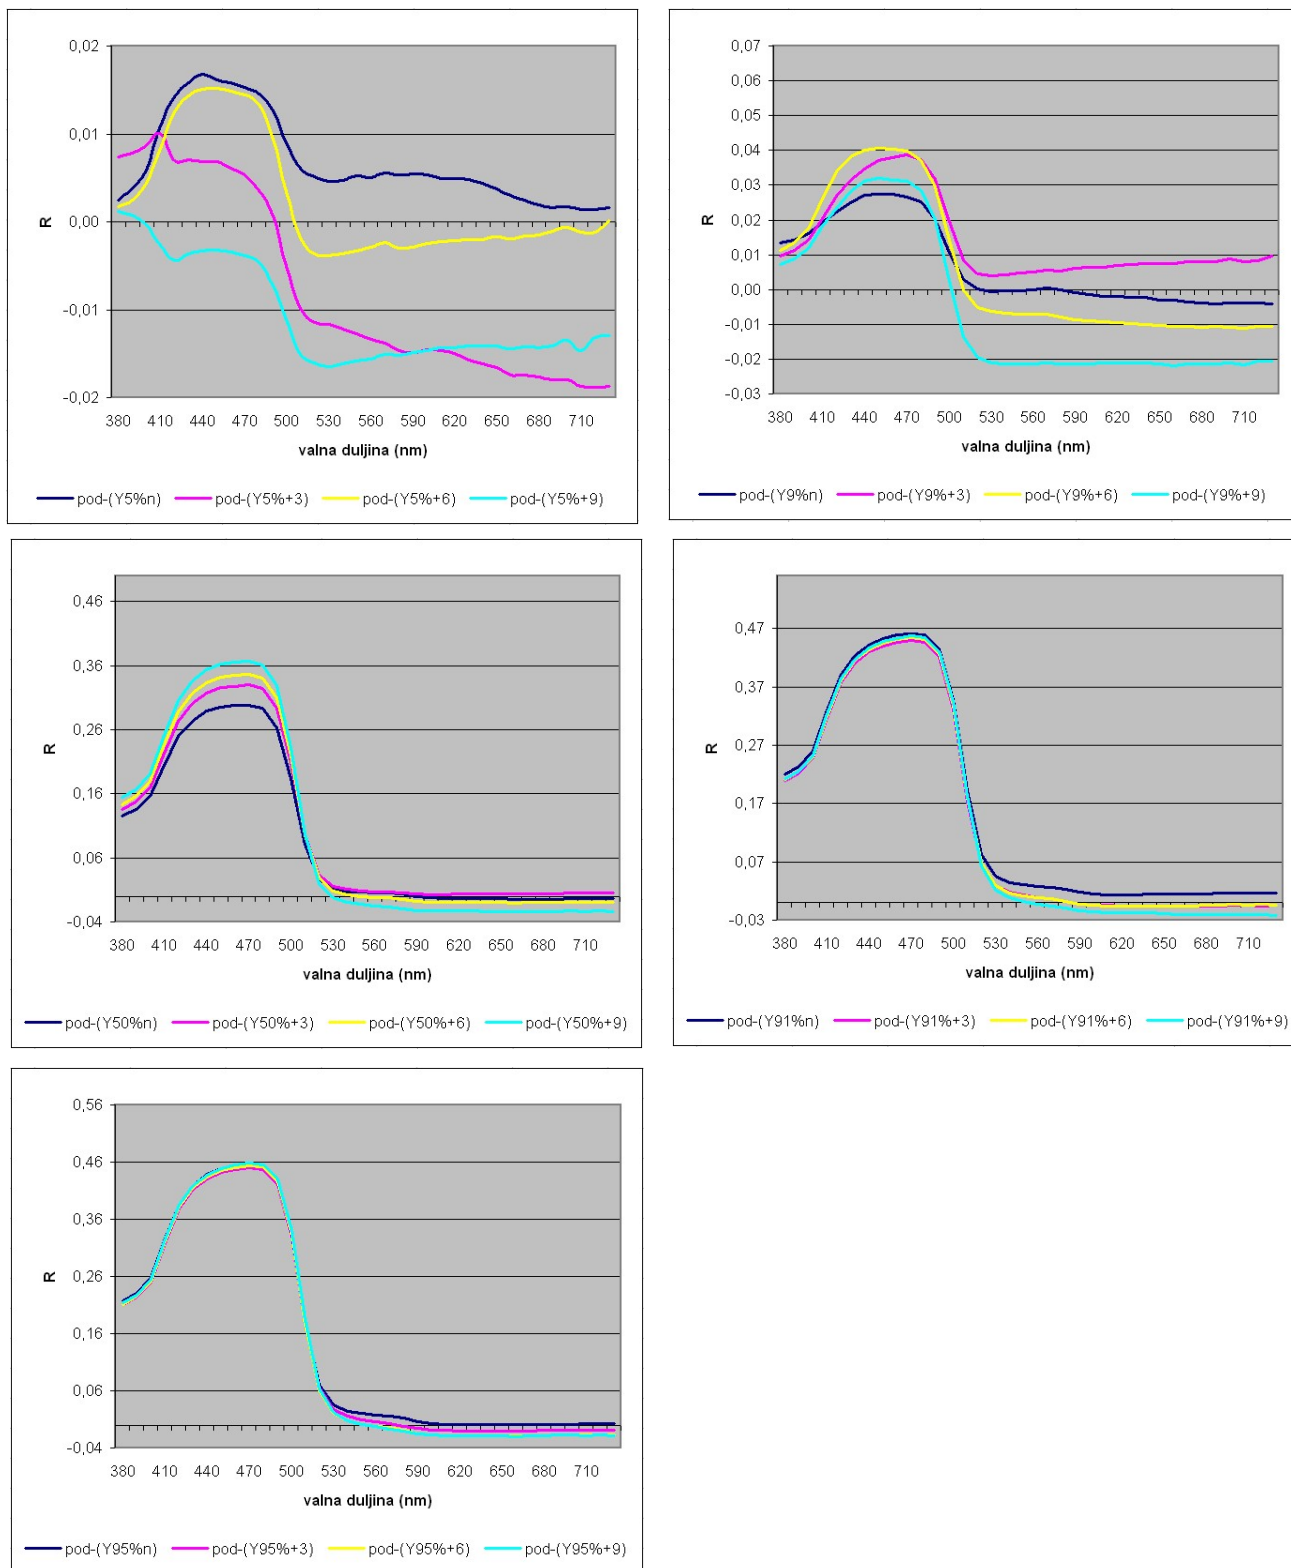 0,02
0,01
0,00
-0,01
-0,02
R
380 410 440 470 500 530 560 590 620 650 680 710
valna duljina (nm)
pod-(Y5%n) pod-(Y5%+3) pod-(Y5%+6) pod-(Y5%+9)
0,07
0,06
0,05
0,04
0,03
0,02
0,01
0,00
-0,01
-0,02
-0,03
R
380 410 440 470 500 530 560 590 620 650 680 710
valna duljina (nm)
pod-(Y9%n) pod-(Y9%+3) pod-(Y9%+6) pod-(Y9%+9)
0,46
0,36
0,26
0,16
0,06
-0,04
R
380 410 440 470 500 530 560 590 620 650 680 710
valna duljina (nm)
pod-(Y50%n) pod-(Y50%+3) pod-(Y50%+6) pod-(Y50%+9)
0,47
0,37
0,27
0,17
0,07
-0,03
R
380 410 440 470 500 530 560 590 620 650 680 710
valna duljina (nm)
pod-(Y91%n) pod-(Y91%+3) pod-(Y91%+6) pod-(Y91%+9)
0,56
0,46
0,36
0,26
0,16
0,06
-0,04
R
380 410 440 470 500 530 560 590 620 650 680 710
valna duljina (nm)
pod-(Y95%n) pod-(Y95%+3) pod-(Y95%+6) pod-(Y95%+9)